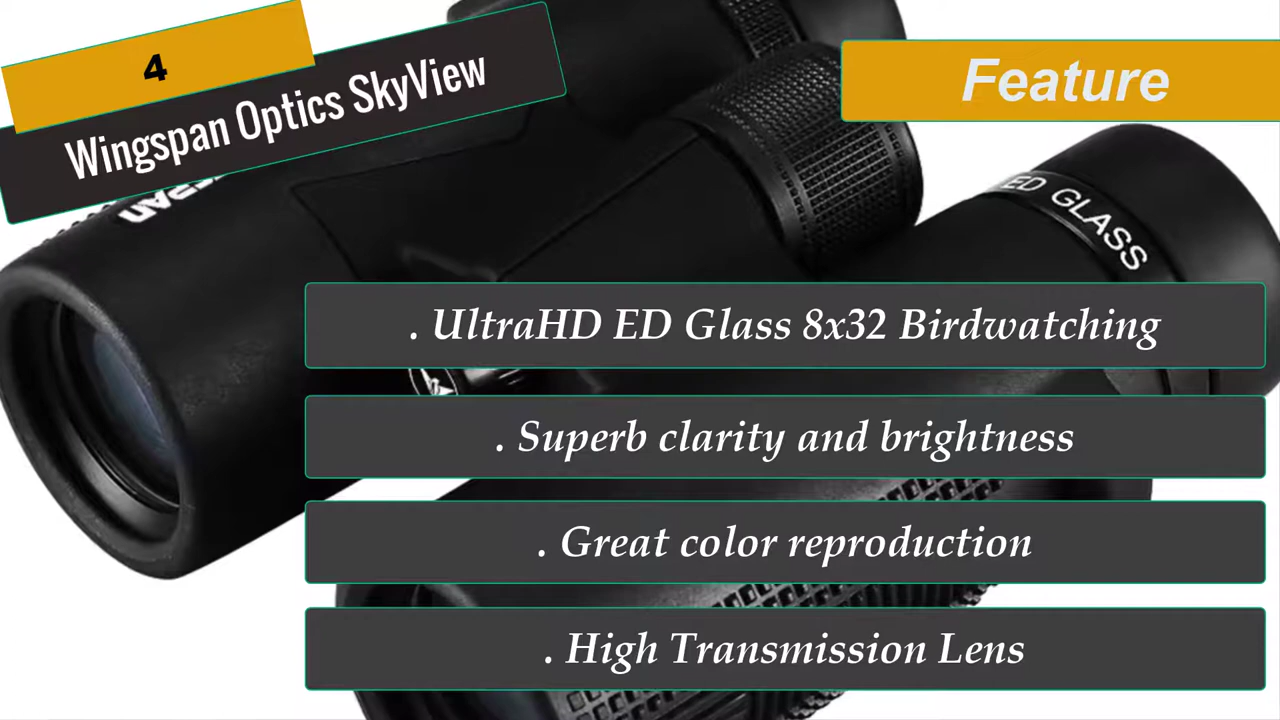 4
Wingspan Optics SkyView
Feature
ED GLASS
. UltraHD ED Glass 8x32 Birdwatching
. Superb clarity and brightness
. Great color reproduction
. High Transmission Lens